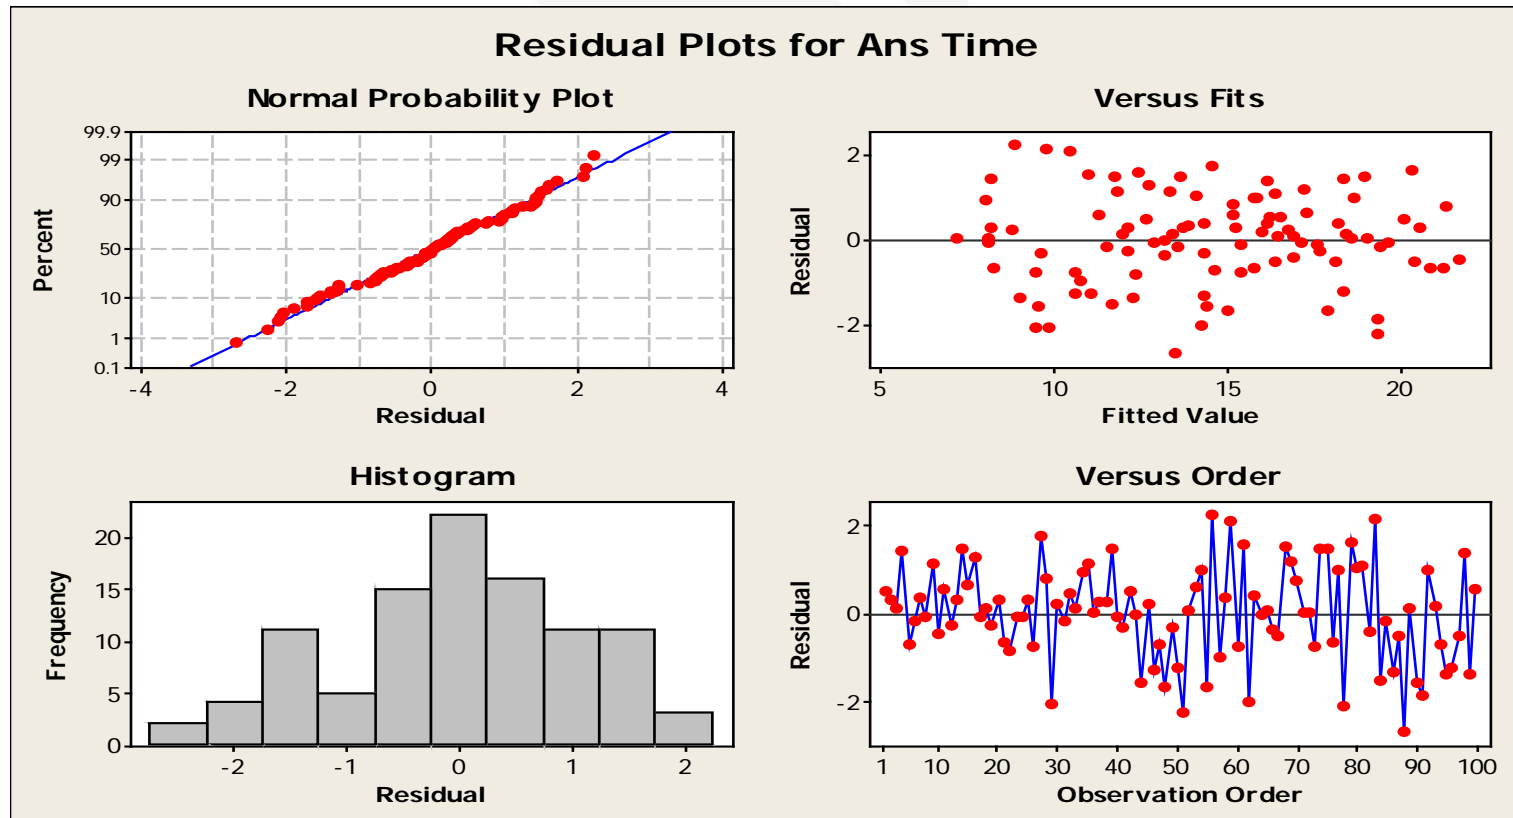 Residual Plots for Ans Time
Normal Probability Plot
99.9
99
90
50
10
1
0.1
Percent
-4 -2 0 2 4
Residual
Versus Fits
2
0
-2
Residual
5 10 15 20
Fitted Value
Histogram
20
15
10
5
0
Frequency
-2 -1 0 1 2
Residual
Versus Order
2
0
-2
Residual
1 10 20 30 40 50 60 70 80 90 100
Observation Order